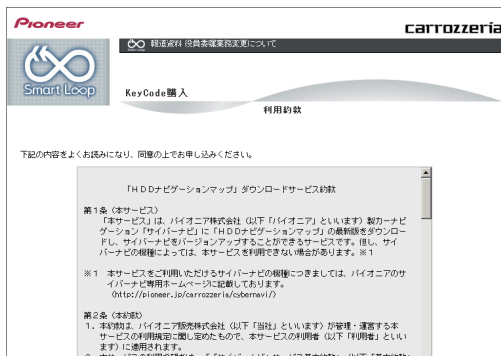 Pioneer
carrozzeria
報道資料 役員委嘱業務変更について
Smart Loop
KeyCode購入
利用約款
下記の内容をよくお読みになり、同意の上でお申し込みください。
「HDDナビゲーションマップ」ダウンロードサービス約款
第1条（本サービス）
「本サービス」は、パイオニア株式会社（以下「パイオニア」といいます）製カーナビ
ゲーション「サイバーナビ」に「HDDナビゲーションマップ」の最新版をダウンロー
ドし、サイバーナビをバージョンアップすることができるサービスです。但し、サイ
バーナビの機種によっては、本サービスを利用できない場合があります。※1
※1 本サービスをご利用いただけるサイバーナビの機種につきましては、パイオニアのサ
イバーナビ専用ホームページに記載しております。
（http://pioneer.jp/carrozzeria/cybernavi/）
第2条（本約款）
1. 本約款は、パイオニア販売株式会社（以下「当社」といいます）が管理・運営する本
サービスの利用規定に関し定めたもので、本サービスの利用者（以下「利用者」といい
ます）に適用されます。